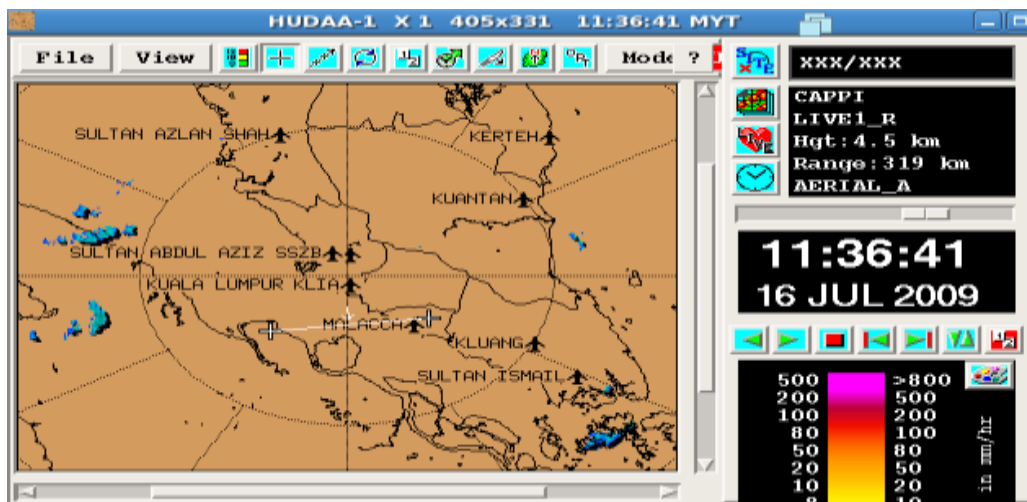 HUDAA-1 X 1 405x331 11:36:41 MYT
File View Mode ?
xxx/xxx
CAPPI
LIVE1_R
Hgt:4.5 km
Range:319 km
AERIAL_A
SULTAN AZLAN SHAH
KERTEH
KUANTAN
SULTAN ABDUL AZIZ SSZB
KUALA LUMPUR KLIA
MALACCA
KLUANG
SULTAN ISMAIL
11:36:41
16 JUL 2009
500 >800
200 500
100 200
80 100
50 80
20 50
10 20
in mm/hr